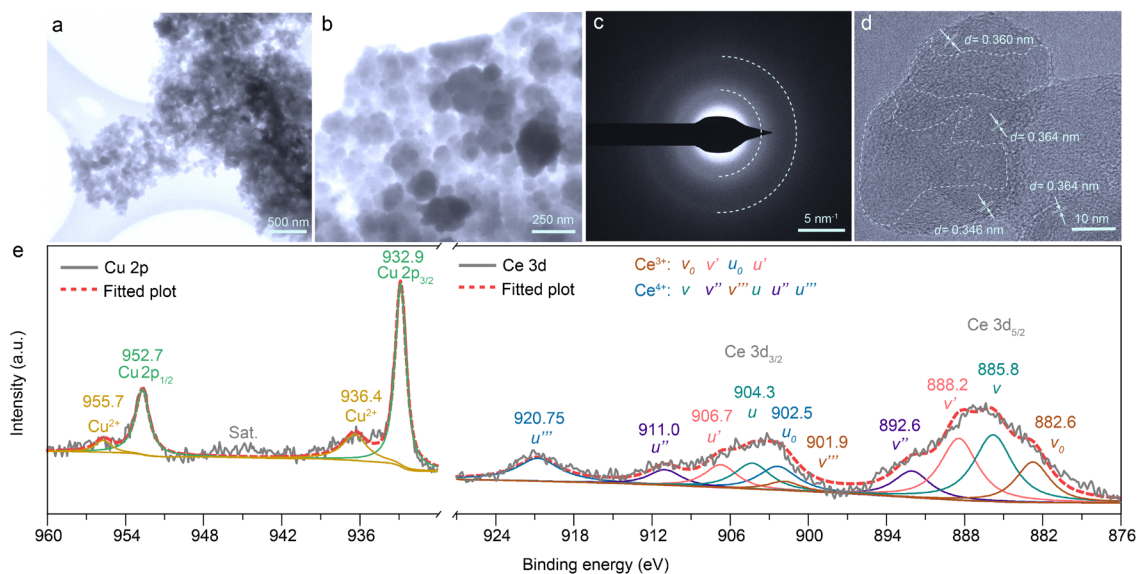 a
500 nm
b
250 nm
c
5 nm⁻¹
d
d= 0.360 nm
d= 0.364 nm
d= 0.364 nm
d= 0.346 nm
10 nm
e
Cu 2p
Fitted plot
932.9
Cu 2p3/2
952.7
Cu 2p1/2
955.7
Cu²⁺
936.4
Cu²⁺
Sat.
Ce 3d
Fitted plot
Ce³⁺: v₀ v' u₀ u'
Ce⁴⁺: v v'' v''' u u'' u'''
Ce 3d3/2
Ce 3d5/2
920.75
u'''
911.0
u''
906.7
u'
904.3
u
902.5
u₀
901.9
v'''
892.6
v''
888.2
v'
885.8
v
882.6
v₀
Intensity (a.u.)
960 954 948 942 936 924 918 912 906 900 894 888 882 876
Binding energy (eV)